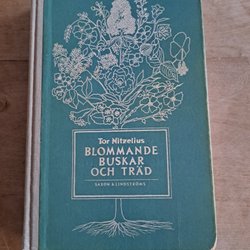 Tor Nitzelius
BLOMMANDE
BUSKAR
OCH TRÄD
SAXON & LINDSTRÖMS